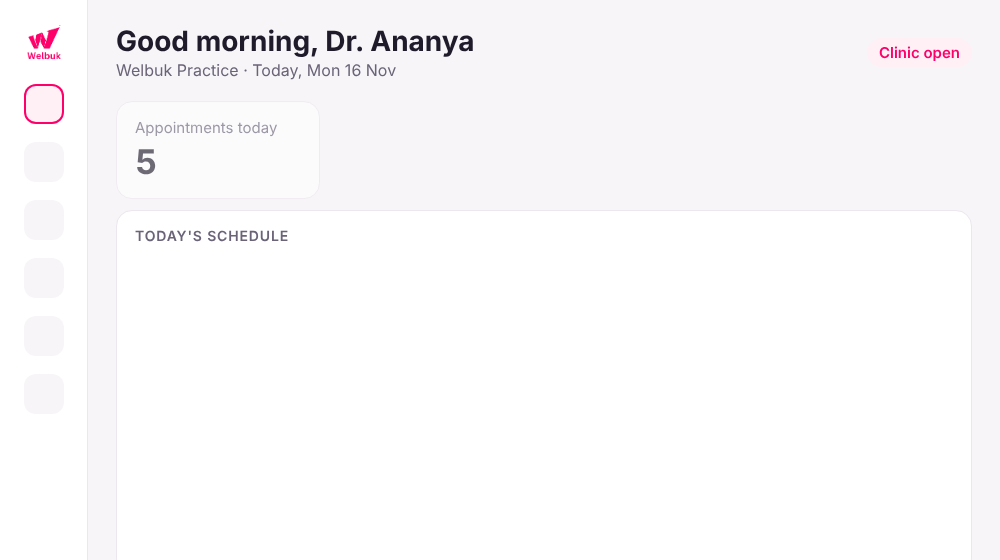 Welbuk
Good morning, Dr. Ananya
Welbuk Practice · Today, Mon 16 Nov
Clinic open
Appointments today
5
TODAY'S SCHEDULE